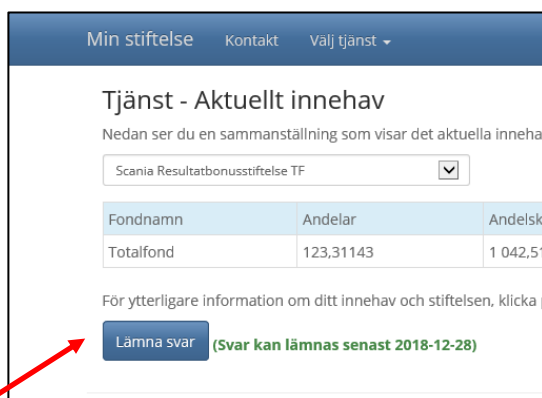 Min stiftelse Kontakt Välj tjänst
Tjänst - Aktuellt innehav
Nedan ser du en sammanställning som visar det aktuella inneha
Scania Resultatbonusstiftelse TF
Fondnamn Andelar Andelsk
Totalfond 123,31143 1 042,51
För ytterligare information om ditt innehav och stiftelsen, klicka
Lämna svar (Svar kan lämnas senast 2018-12-28)